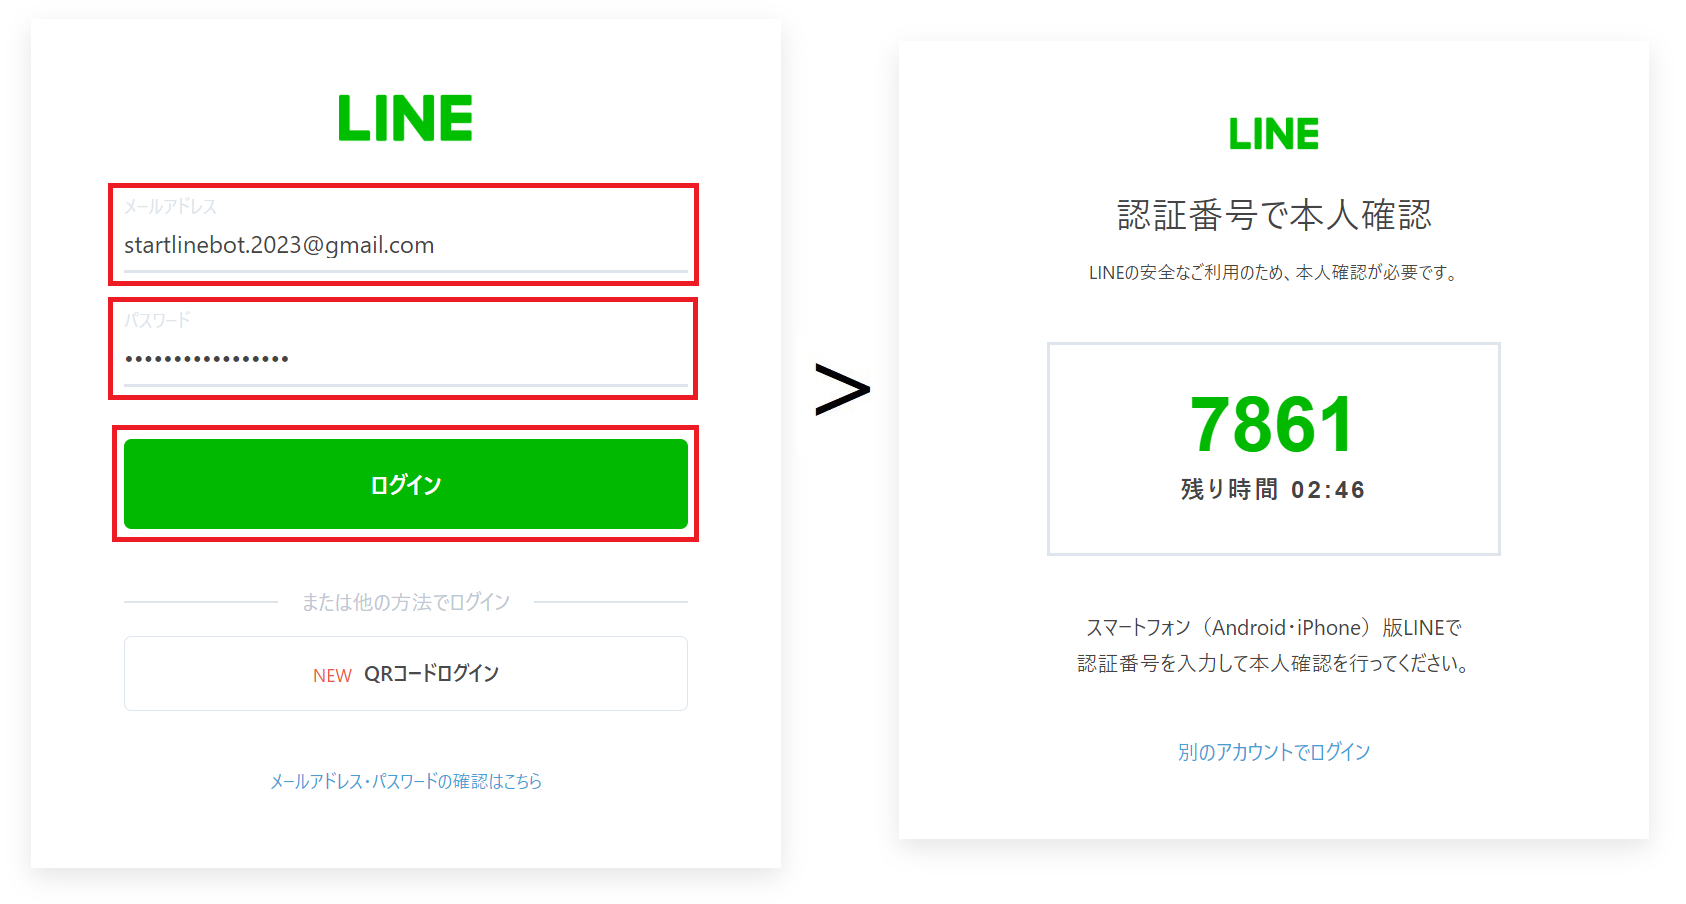 LINE
メールアドレス
startlinebot.2023@gmail.com
パスワード
•••••••••••••••••
ログイン
または他の方法でログイン
NEW QRコードログイン
メールアドレス・パスワードの確認はこちら
>
LINE
認証番号で本人確認
LINEの安全なご利用のため、本人確認が必要です。
7861
残り時間 02:46
スマートフォン（Android・iPhone）版LINEで
認証番号を入力して本人確認を行ってください。
別のアカウントでログイン